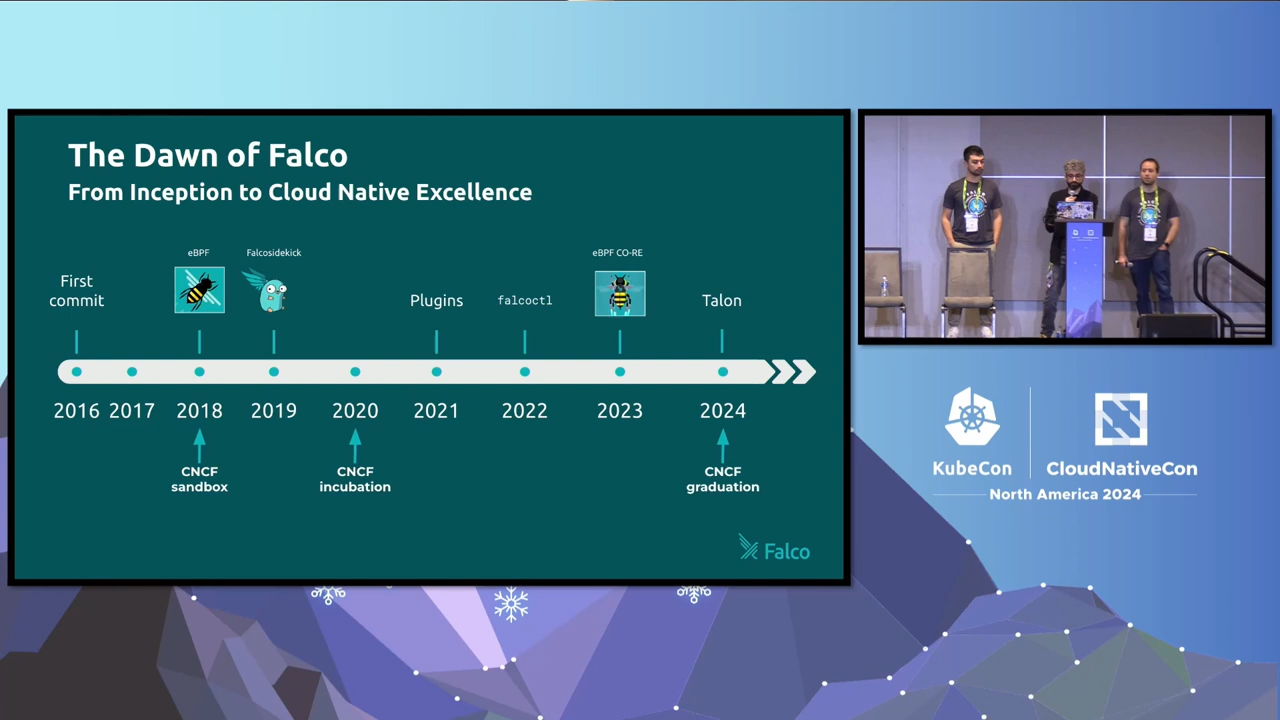 The Dawn of Falco
From Inception to Cloud Native Excellence
First
commit
eBPF
Falcosidekick
Plugins
falcoctl
eBPF CO-RE
Talon
2016 2017 2018 2019 2020 2021 2022 2023 2024
CNCF
sandbox
CNCF
incubation
CNCF
graduation
Falco
KubeCon
CloudNativeCon
North America 2024